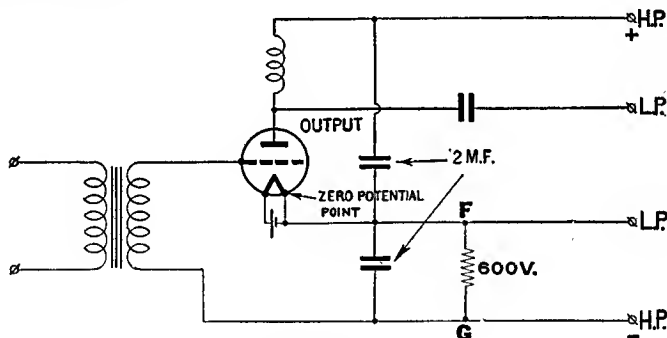 H.P.
+
L.P.
OUTPUT
2 M.F.
ZERO POTENTIAL
POINT
F
L.P.
600V.
G
H.P.
-